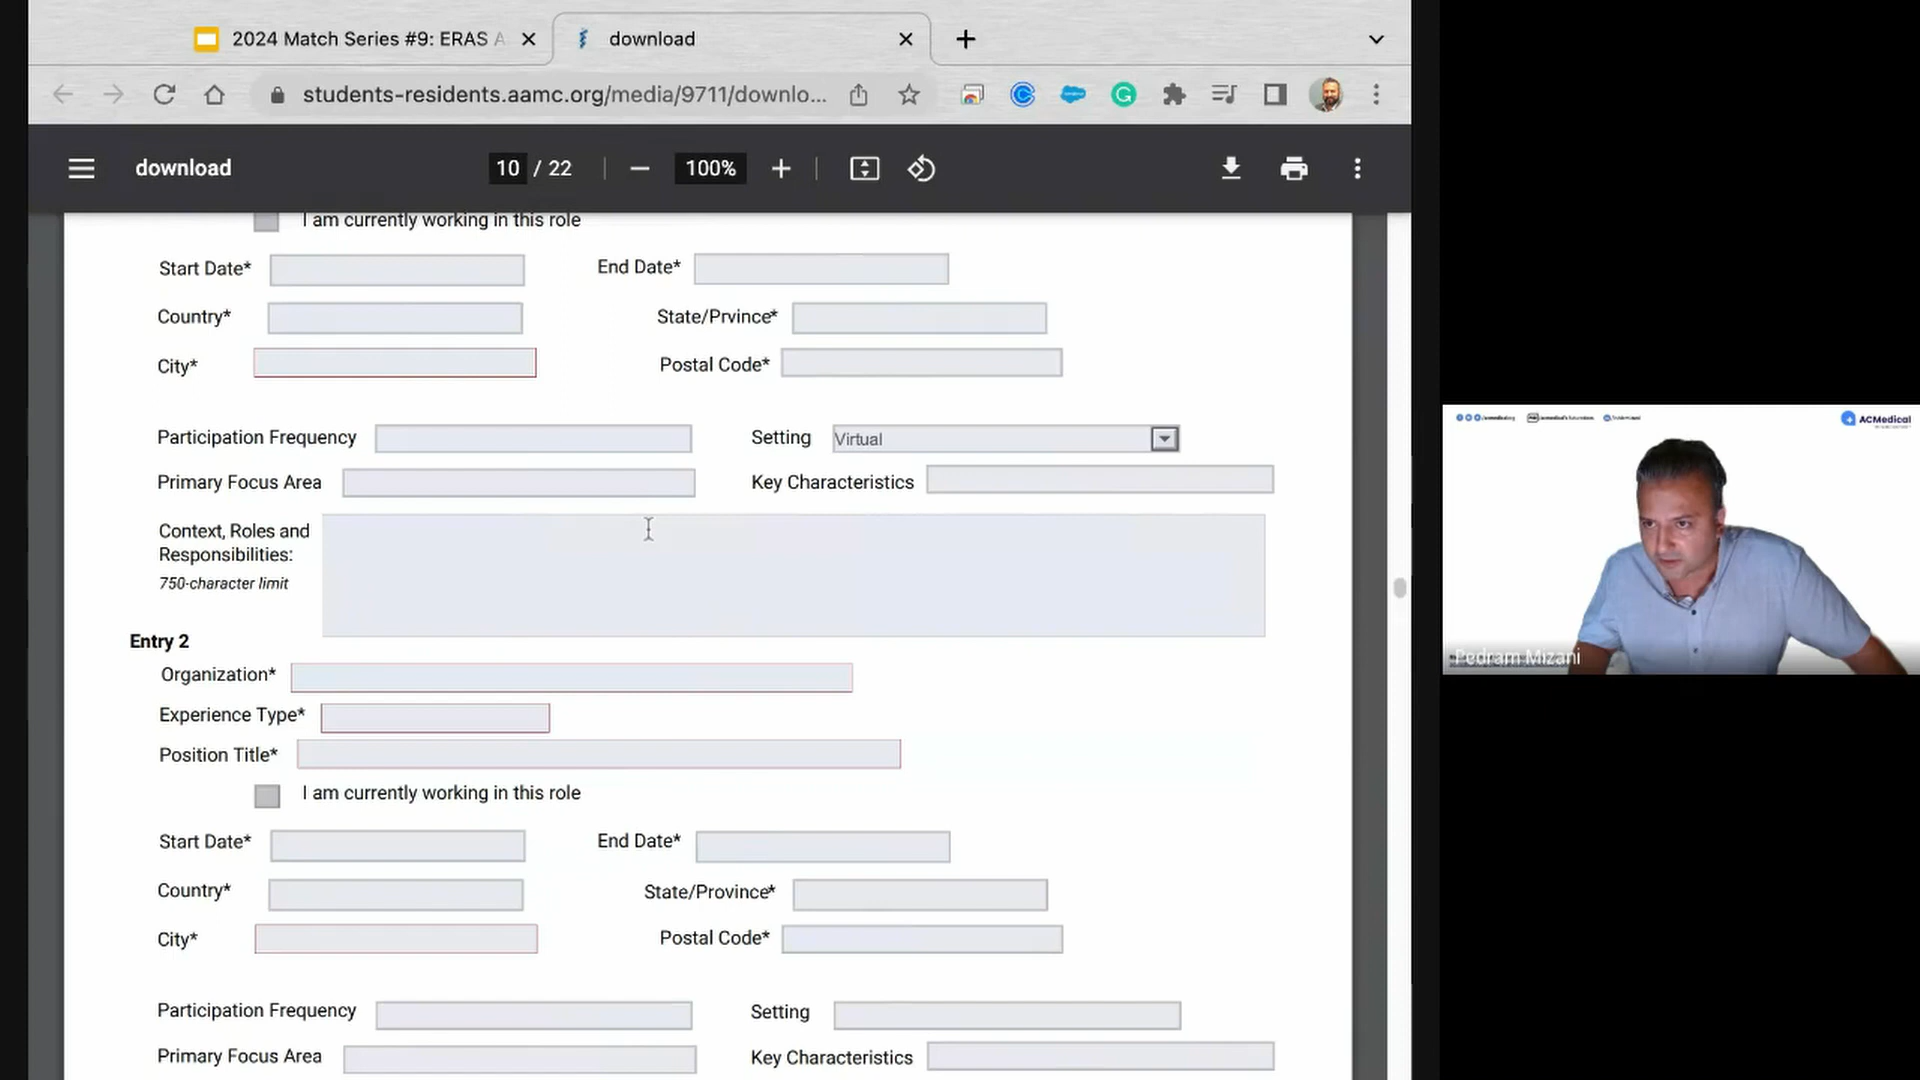 2024 Match Series #9: ERAS A
download
students-residents.aamc.org/media/9711/downlo...
download
10 / 22
100%
I am currently working in this role
Start Date*
End Date*
Country*
State/Prvince*
City*
Postal Code*
Participation Frequency
Setting
Virtual
Primary Focus Area
Key Characteristics
Context, Roles and
Responsibilities:
750-character limit
Entry 2
Organization*
Experience Type*
Position Title*
I am currently working in this role
Start Date*
End Date*
Country*
State/Province*
City*
Postal Code*
Participation Frequency
Setting
Primary Focus Area
Key Characteristics
ACMedical
Pedram Mizani